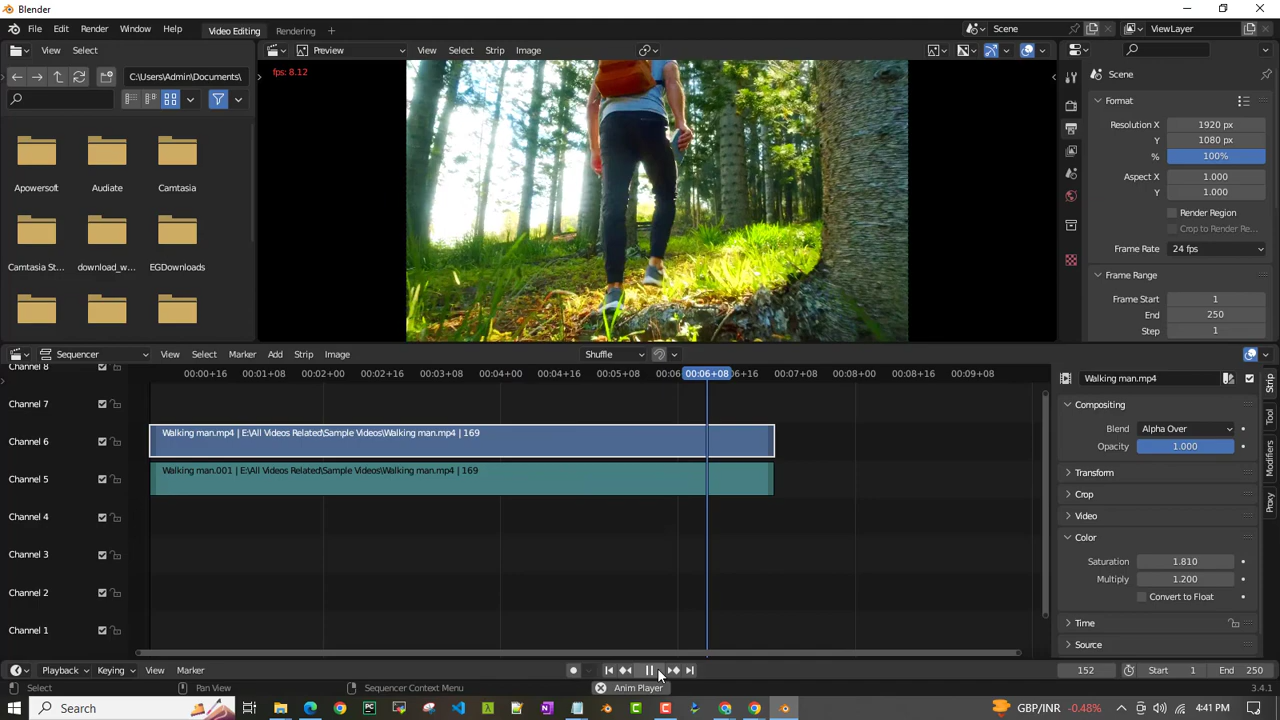 Blender
File Edit Render Window Help
Video Editing Rendering +
Scene
ViewLayer
View Select
Preview View Select Strip Image
C:\Users\Admin\Documents\
fps: 8.12
Scene
Format
Resolution X 1920 px
Y 1080 px
% 100%
Aspect X 1.000
Y 1.000
Render Region
Crop to Render Re...
Frame Rate 24 fps
Frame Range
Frame Start 1
End 250
Step 1
Apowersoft Audiate Camtasia
Camtasia St... download_w... EGDownloads
Sequencer View Select Marker Add Strip Image Shuffle
00:00+16 00:01+08 00:02+00 00:02+16 00:03+08 00:04+00 00:04+16 00:05+08 00:06 00:06+08 +16 00:07+08 00:08+00 00:08+16 00:09+08
Channel 8
Channel 7
Channel 6
Walking man.mp4 | E:\All Videos Related\Sample Videos\Walking man.mp4 | 169
Channel 5
Walking man.001 | E:\All Videos Related\Sample Videos\Walking man.mp4 | 169
Channel 4
Channel 3
Channel 2
Channel 1
Walking man.mp4
Compositing
Blend Alpha Over
Opacity 1.000
Transform
Crop
Video
Color
Saturation 1.810
Multiply 1.200
Convert to Float
Time
Source
Strip
Tool
Modifiers
Proxy
Playback Keying View Marker
152 Start 1 End 250
Select Pan View Sequencer Context Menu Anim Player 3.4.1
Search
GBP/INR -0.48% 4:41 PM